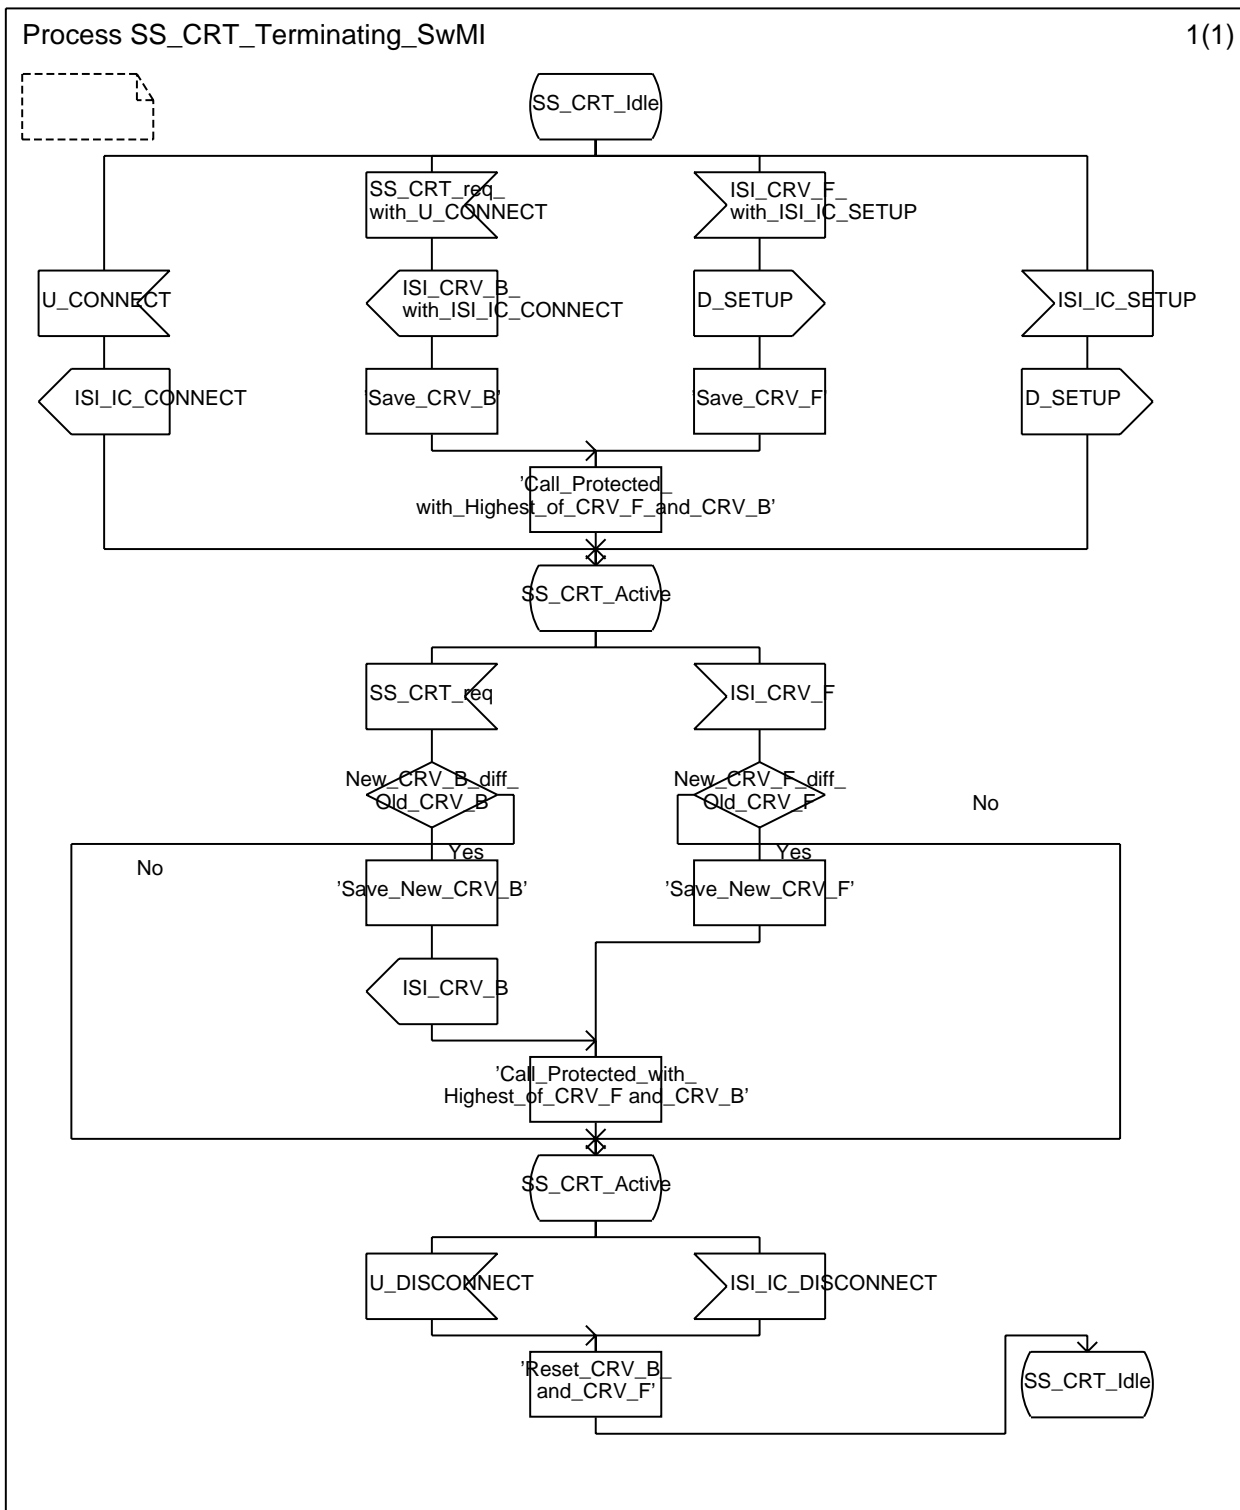 Process SS_CRT_Terminating_SwMI
1(1)
SS_CRT_Idle
SS_CRT_req_
with_U_CONNECT
ISI_CRV_F_
with_ISI_IC_SETUP
U_CONNECT
ISI_CRV_B_
with_ISI_IC_CONNECT
D_SETUP
ISI_IC_SETUP
ISI_IC_CONNECT
'Save_CRV_B'
'Save_CRV_F'
D_SETUP
'Call_Protected_
with_Highest_of_CRV_F_and_CRV_B'
SS_CRT_Active
SS_CRT_req
ISI_CRV_F
New_CRV_B_diff_
Old_CRV_B
New_CRV_F_diff_
Old_CRV_F
No
Yes
Yes
No
'Save_New_CRV_B'
'Save_New_CRV_F'
ISI_CRV_B
'Call_Protected_with_
Highest_of_CRV_F and_CRV_B'
SS_CRT_Active
U_DISCONNECT
ISI_IC_DISCONNECT
'Reset_CRV_B_
and_CRV_F'
SS_CRT_Idle